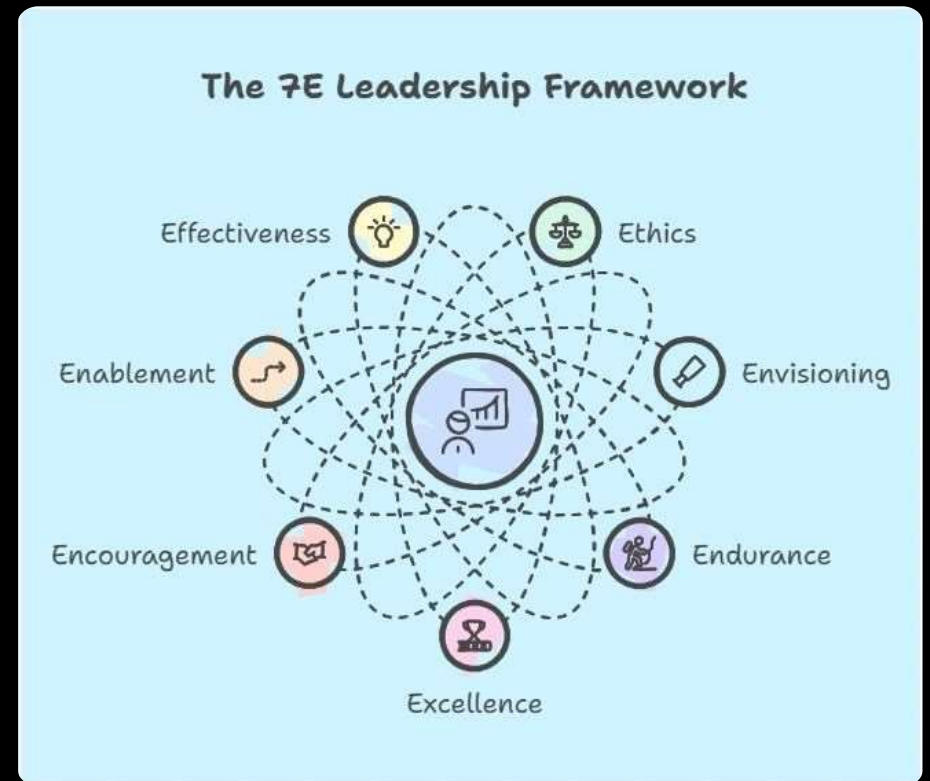 The 7E Leadership Framework
Effectiveness
Ethics
Enablement
Envisioning
Encouragement
Endurance
Excellence